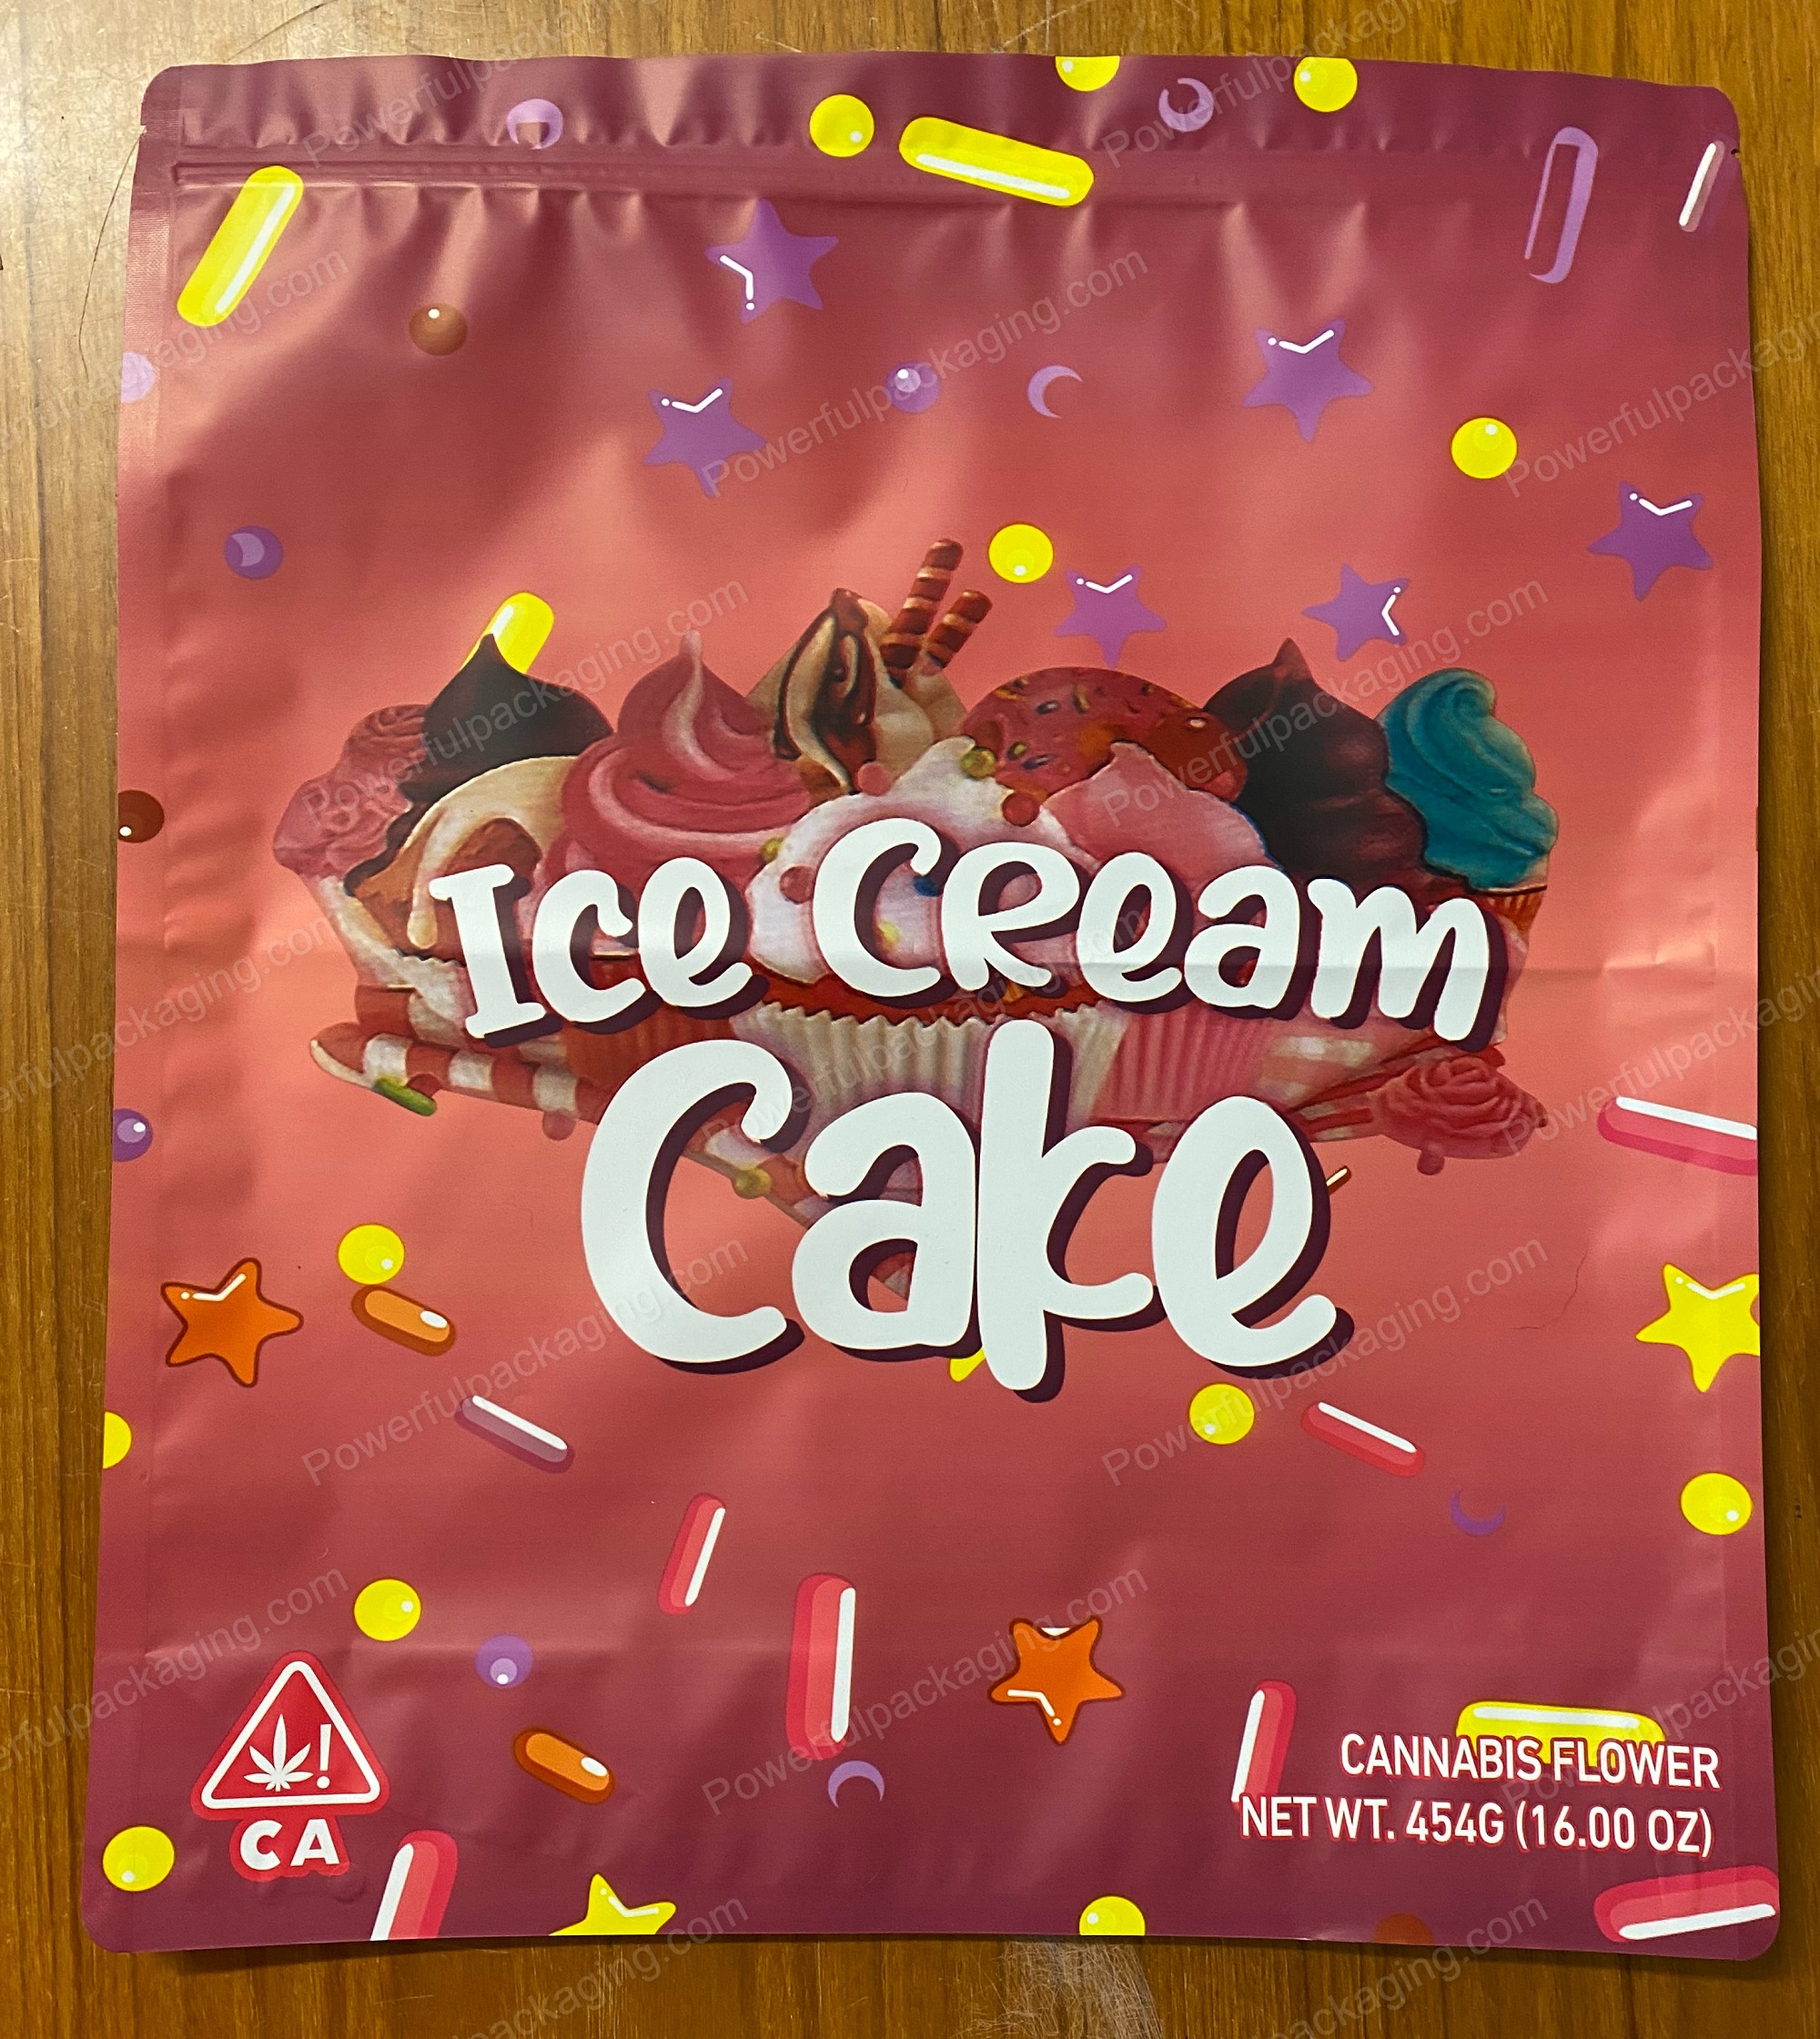 Ice Cream
Cake
CA
CANNABIS FLOWER
NET WT. 454G (16.00 OZ)
Powerfulpackaging.com